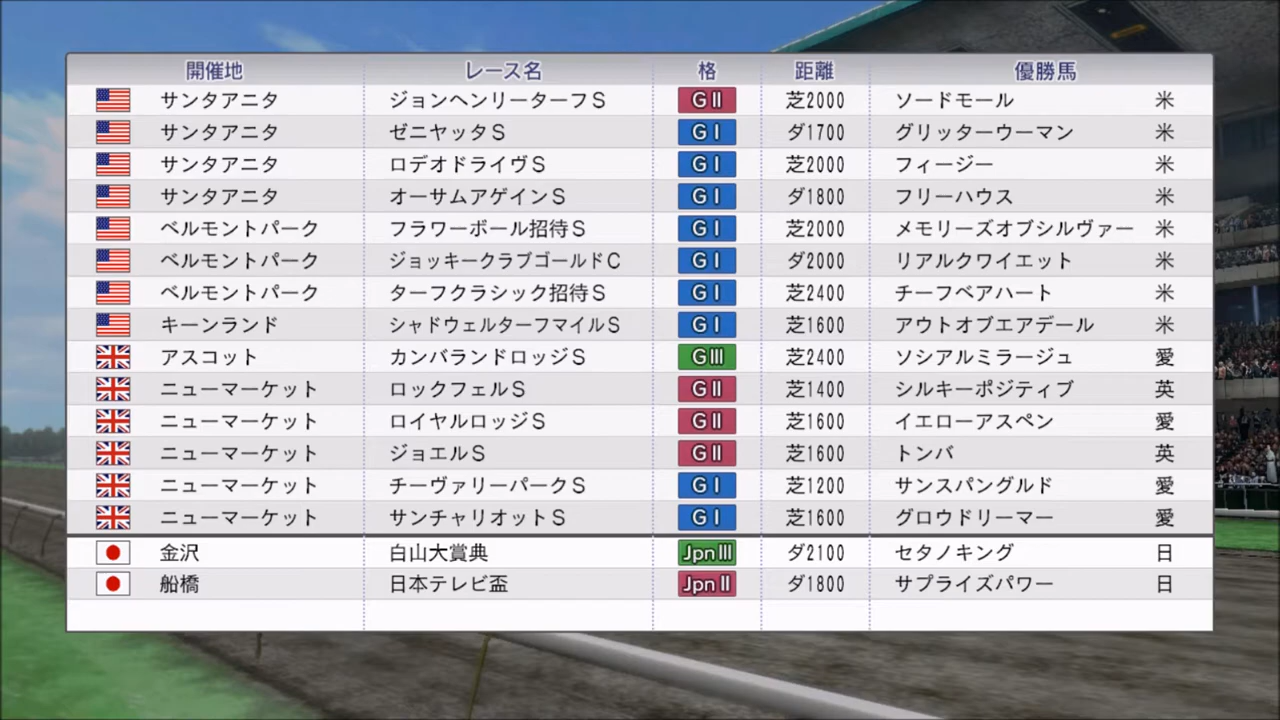 開催地 レース名 格 距離 優勝馬
サンタアニタ ジョンヘンリーターフS GⅡ 芝2000 ソードモール 米
サンタアニタ ゼニヤッタS GⅠ ダ1700 グリッターウーマン 米
サンタアニタ ロデオドライヴS GⅠ 芝2000 フィージー 米
サンタアニタ オーサムアゲインS GⅠ ダ1800 フリーハウス 米
ベルモントパーク フラワーボール招待S GⅠ 芝2000 メモリーズオブシルヴァー 米
ベルモントパーク ジョッキークラブゴールドC GⅠ ダ2000 リアルクワイエット 米
ベルモントパーク ターフクラシック招待S GⅠ 芝2400 チーフベアハート 米
キーンランド シャドウェルターフマイルS GⅠ 芝1600 アウトオブエアデール 米
アスコット カンバランドロッジS GⅢ 芝2400 ソシアルミラージュ 愛
ニューマーケット ロックフェルS GⅡ 芝1400 シルキーポジティブ 英
ニューマーケット ロイヤルロッジS GⅡ 芝1600 イエローアスペン 愛
ニューマーケット ジョエルS GⅡ 芝1600 トンバ 英
ニューマーケット チーヴァリーパークS GⅠ 芝1200 サンスパングルド 愛
ニューマーケット サンチャリオットS GⅠ 芝1600 グロウドリーマー 愛
金沢 白山大賞典 JpnⅢ ダ2100 セタノキング 日
船橋 日本テレビ盃 JpnⅡ ダ1800 サプライズパワー 日